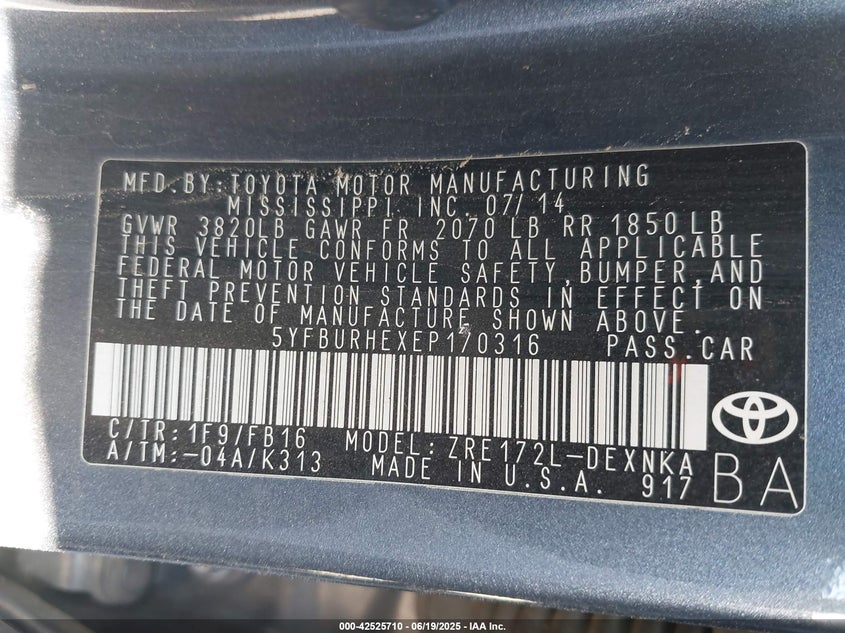 MFD.BY:TOYOTA MOTOR MANUFACTURING
MISSISSIPPI, INC. 07/14
GVWR 3820LB GAWR FR 2070 LB RR 1850LB
THIS VEHICLE CONFORMS TO ALL APPLICABLE
FEDERAL MOTOR VEHICLE SAFETY,BUMPER,AND
THEFT PREVENTION STANDARDS IN EFFECT ON
THE DATE OF MANUFACTURE SHOWN ABOVE.
5YFBURHEXEP170316 PASS.CAR
C/TR:1F9/FB16 MODEL:ZRE172L-DEXNKA
A/TM:-04A/K313 MADE IN U.S.A. 917
BA
000-42525710 - 06/19/2025 - IAA Inc.